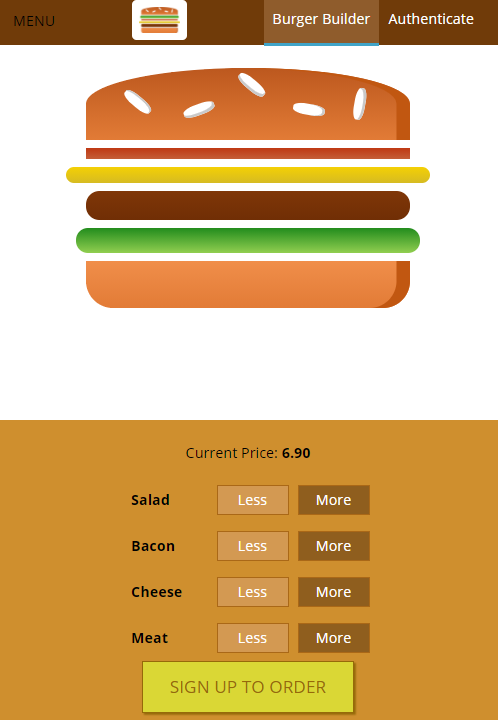 MENU
Burger Builder
Authenticate
Current Price: 6.90
Salad Less More
Bacon Less More
Cheese Less More
Meat Less More
SIGN UP TO ORDER